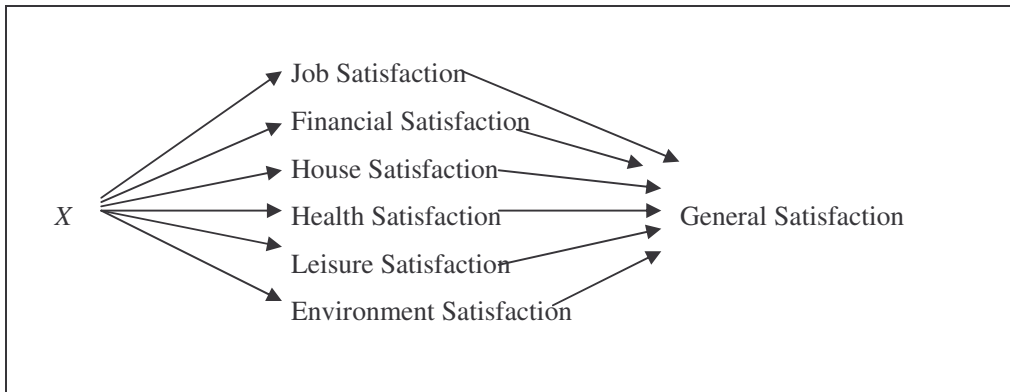 Job Satisfaction
Financial Satisfaction
House Satisfaction
X
Health Satisfaction
General Satisfaction
Leisure Satisfaction
Environment Satisfaction